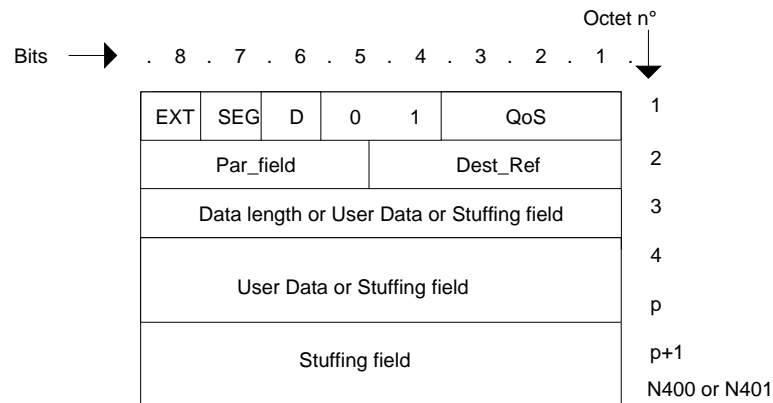 Octet n°
Bits . 8 . 7 . 6 . 5 . 4 . 3 . 2 . 1 .
EXT SEG D 0 1 QoS 1
Par_field Dest_Ref 2
Data length or User Data or Stuffing field 3
4
User Data or Stuffing field
p
Stuffing field p+1
N400 or N401